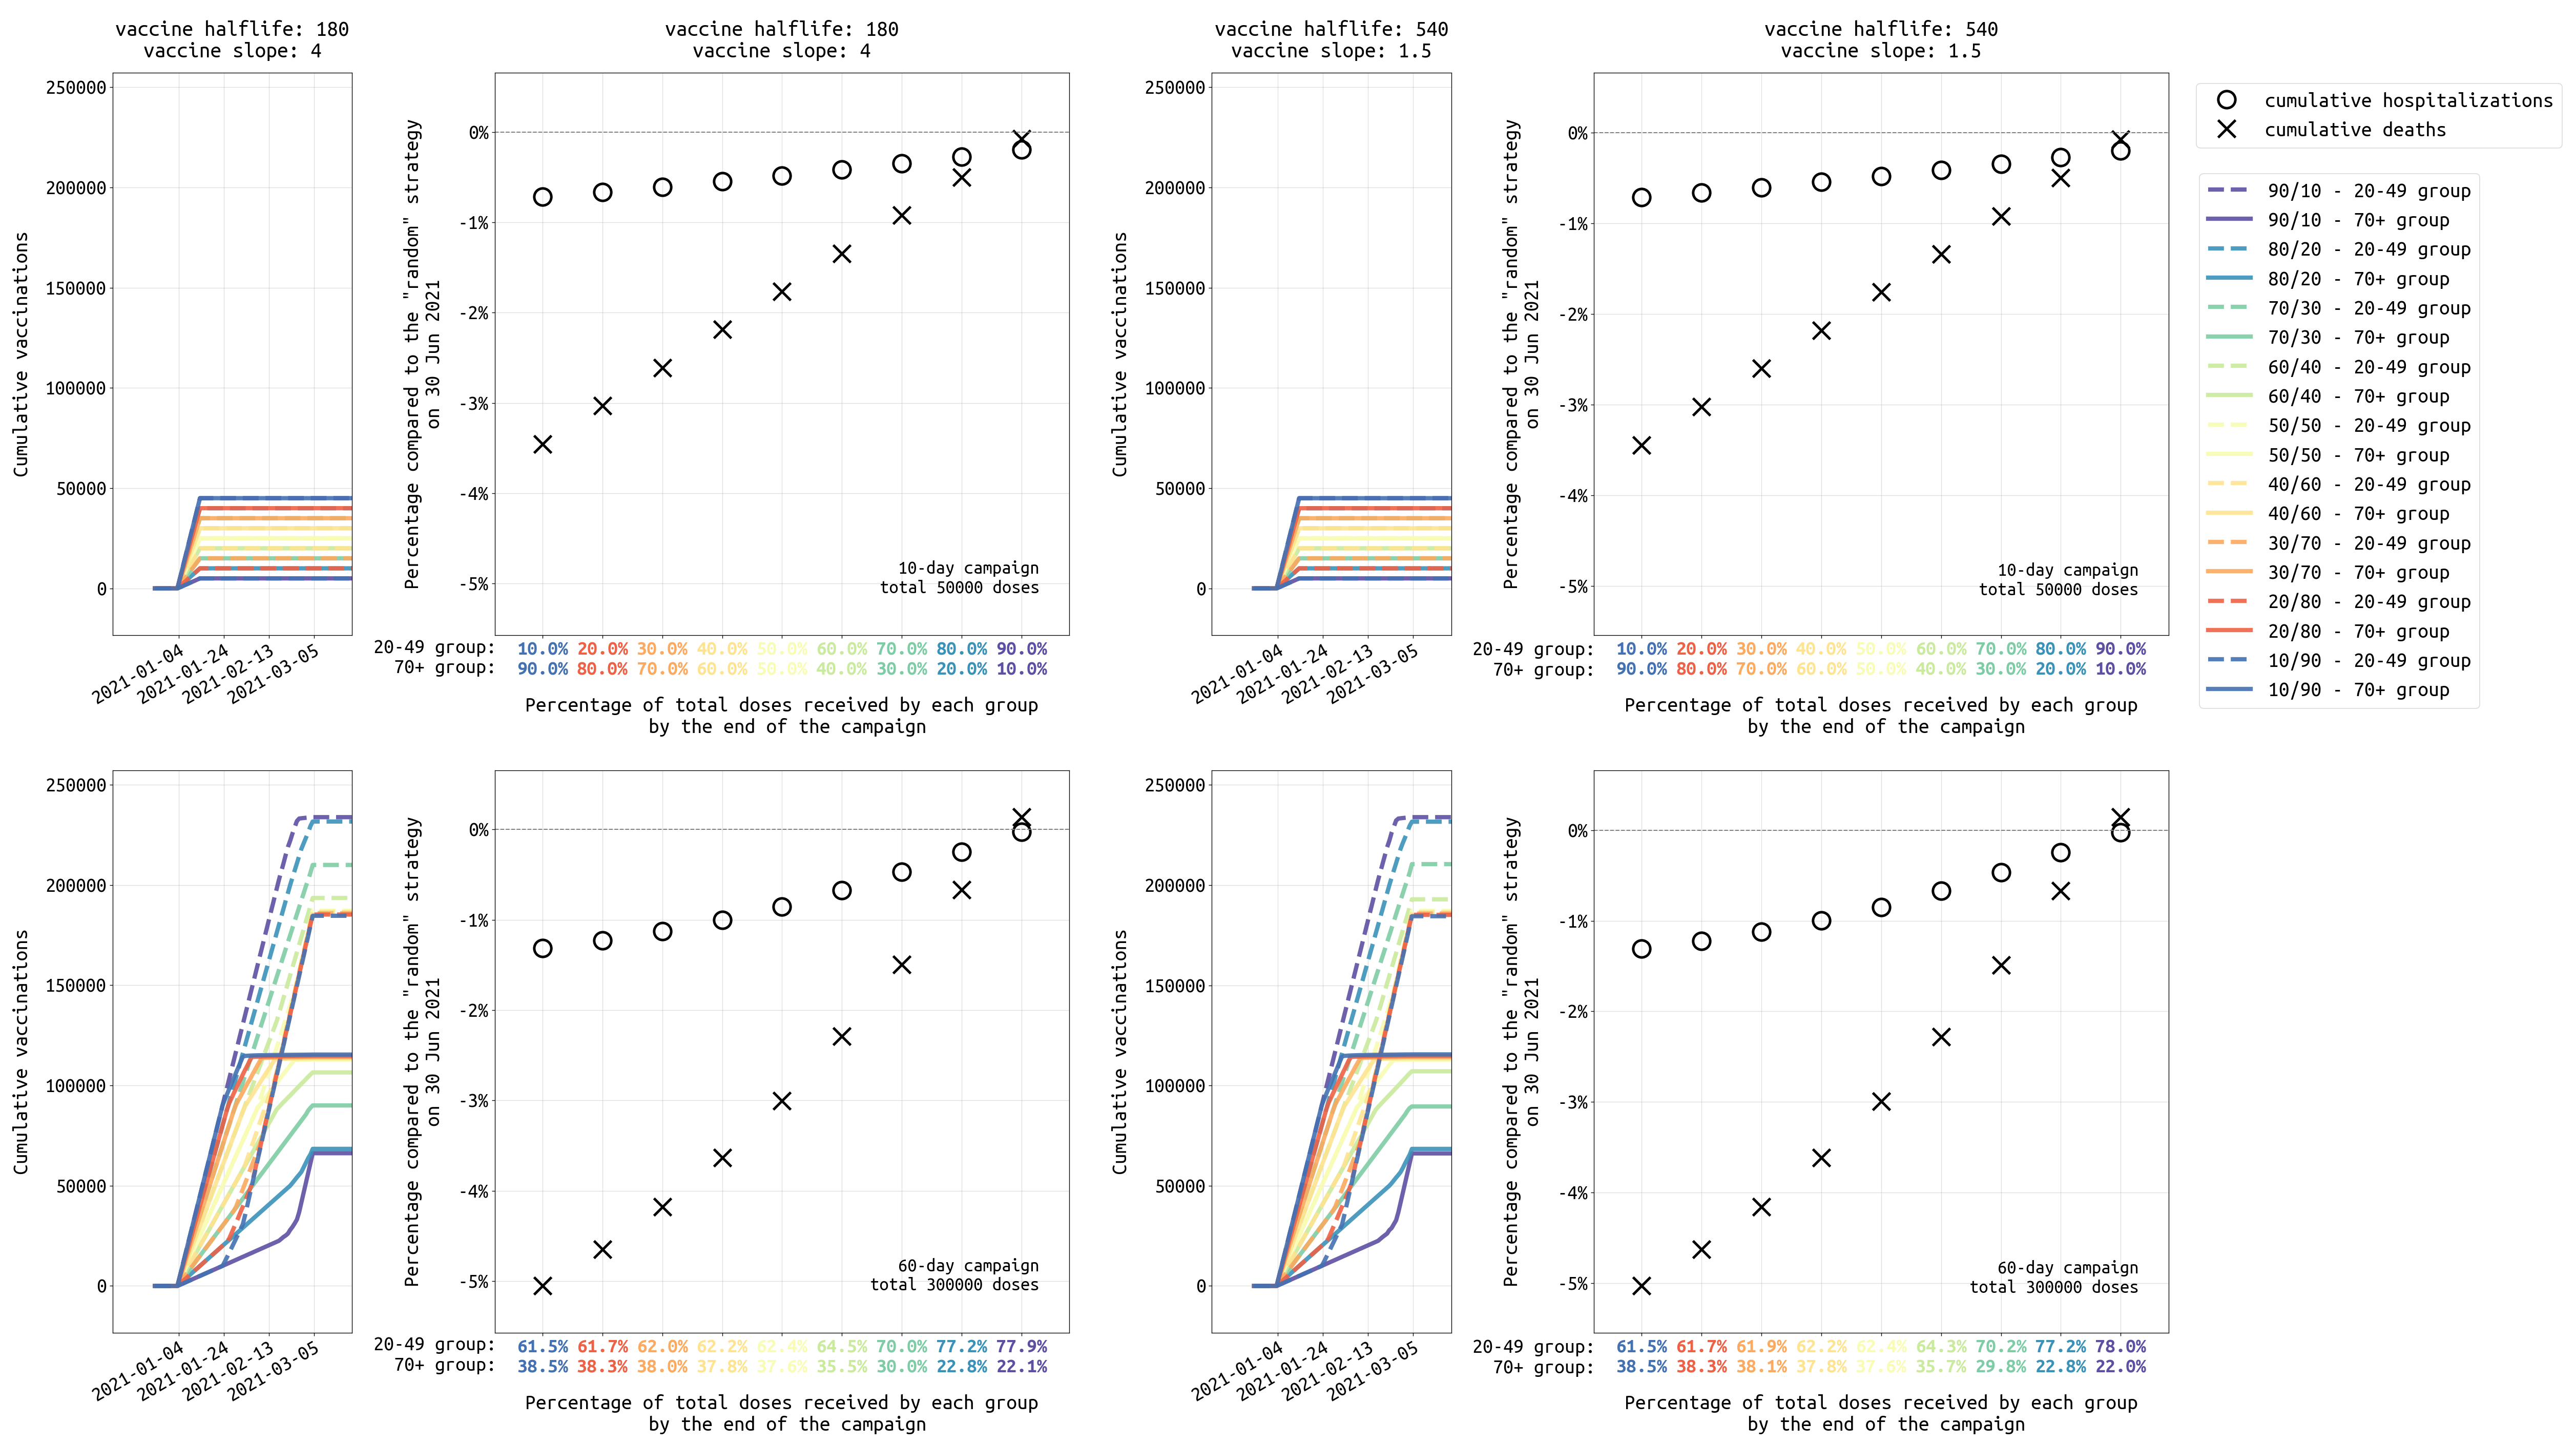 vaccine halflife: 180
vaccine slope: 4
vaccine halflife: 180
vaccine slope: 4
vaccine halflife: 540
vaccine slope: 1.5
vaccine halflife: 540
vaccine slope: 1.5
Cumulative vaccinations
250000
200000
150000
100000
50000
0
2021-01-04
2021-01-24
2021-02-13
2021-03-05
Percentage compared to the "random" strategy
on 30 Jun 2021
0%
-1%
-2%
-3%
-4%
-5%
10-day campaign
total 50000 doses
20-49 group: 10.0% 20.0% 30.0% 40.0% 50.0% 60.0% 70.0% 80.0% 90.0%
70+ group: 90.0% 80.0% 70.0% 60.0% 50.0% 40.0% 30.0% 20.0% 10.0%
Percentage of total doses received by each group
by the end of the campaign
Cumulative vaccinations
250000
200000
150000
100000
50000
0
2021-01-04
2021-01-24
2021-02-13
2021-03-05
Percentage compared to the "random" strategy
on 30 Jun 2021
0%
-1%
-2%
-3%
-4%
-5%
10-day campaign
total 50000 doses
20-49 group: 10.0% 20.0% 30.0% 40.0% 50.0% 60.0% 70.0% 80.0% 90.0%
70+ group: 90.0% 80.0% 70.0% 60.0% 50.0% 40.0% 30.0% 20.0% 10.0%
Percentage of total doses received by each group
by the end of the campaign
cumulative hospitalizations
cumulative deaths
90/10 - 20-49 group
90/10 - 70+ group
80/20 - 20-49 group
80/20 - 70+ group
70/30 - 20-49 group
70/30 - 70+ group
60/40 - 20-49 group
60/40 - 70+ group
50/50 - 20-49 group
50/50 - 70+ group
40/60 - 20-49 group
40/60 - 70+ group
30/70 - 20-49 group
30/70 - 70+ group
20/80 - 20-49 group
20/80 - 70+ group
10/90 - 20-49 group
10/90 - 70+ group
Cumulative vaccinations
250000
200000
150000
100000
50000
0
2021-01-04
2021-01-24
2021-02-13
2021-03-05
Percentage compared to the "random" strategy
on 30 Jun 2021
0%
-1%
-2%
-3%
-4%
-5%
60-day campaign
total 300000 doses
20-49 group: 61.5% 61.7% 62.0% 62.2% 62.4% 64.5% 70.0% 77.2% 77.9%
70+ group: 38.5% 38.3% 38.0% 37.8% 37.6% 35.5% 30.0% 22.8% 22.1%
Percentage of total doses received by each group
by the end of the campaign
Cumulative vaccinations
250000
200000
150000
100000
50000
0
2021-01-04
2021-01-24
2021-02-13
2021-03-05
Percentage compared to the "random" strategy
on 30 Jun 2021
0%
-1%
-2%
-3%
-4%
-5%
60-day campaign
total 300000 doses
20-49 group: 61.5% 61.7% 61.9% 62.2% 62.4% 64.3% 70.2% 77.2% 78.0%
70+ group: 38.5% 38.3% 38.1% 37.8% 37.6% 35.7% 29.8% 22.8% 22.0%
Percentage of total doses received by each group
by the end of the campaign